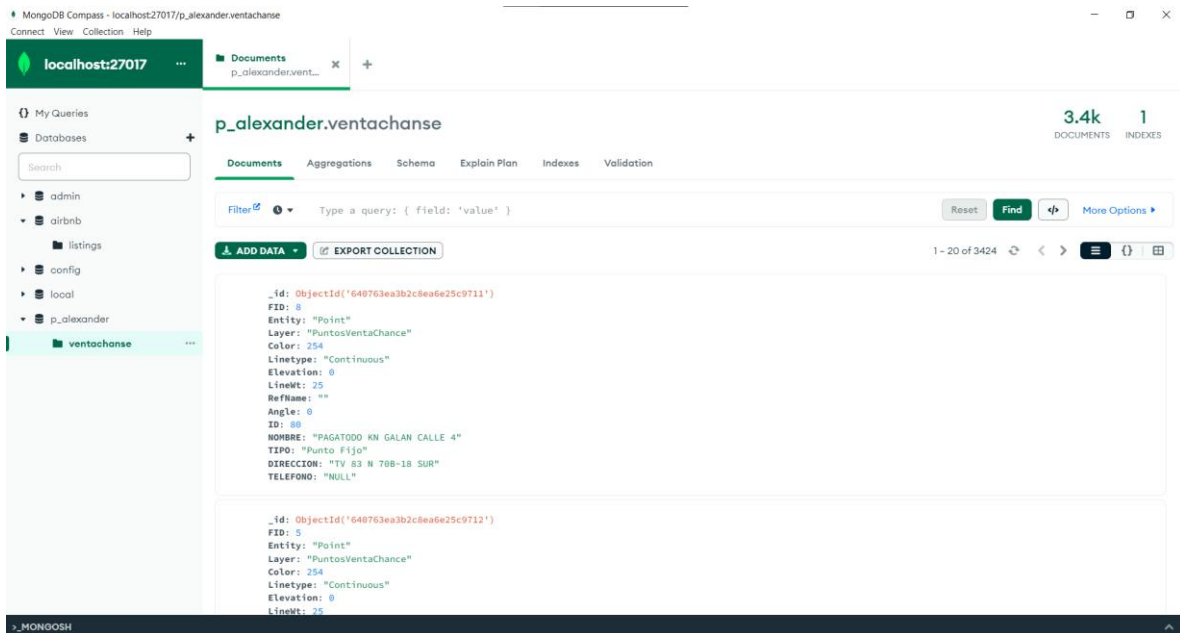 MongoDB Compass - localhost:27017/p_alexander.ventachanse
Connect View Collection Help
localhost:27017 ...
Documents
p_alexander.vent...
My Queries
Databases
Search
admin
airbnb
listings
config
local
p_alexander
ventachanse ...
p_alexander.ventachanse
3.4k
DOCUMENTS
1
INDEXES
Documents Aggregations Schema Explain Plan Indexes Validation
Filter Type a query: { field: 'value' } Reset Find </> More Options
ADD DATA EXPORT COLLECTION 1 - 20 of 3424 {}
_id: ObjectId('640763ea3b2c8ea6e25c9711')
FID: 8
Entity: "Point"
Layer: "PuntosVentaChance"
Color: 254
Linetype: "Continuous"
Elevation: 0
LineWt: 25
RefName: ""
Angle: 0
ID: 80
NOMBRE: "PAGATODO KN GALAN CALLE 4"
TIPO: "Punto Fijo"
DIRECCION: "TV 83 N 70B-18 SUR"
TELEFONO: "NULL"
_id: ObjectId('640763ea3b2c8ea6e25c9712')
FID: 5
Entity: "Point"
Layer: "PuntosVentaChance"
Color: 254
Linetype: "Continuous"
Elevation: 0
LineWt: 25
>_MONGOSH